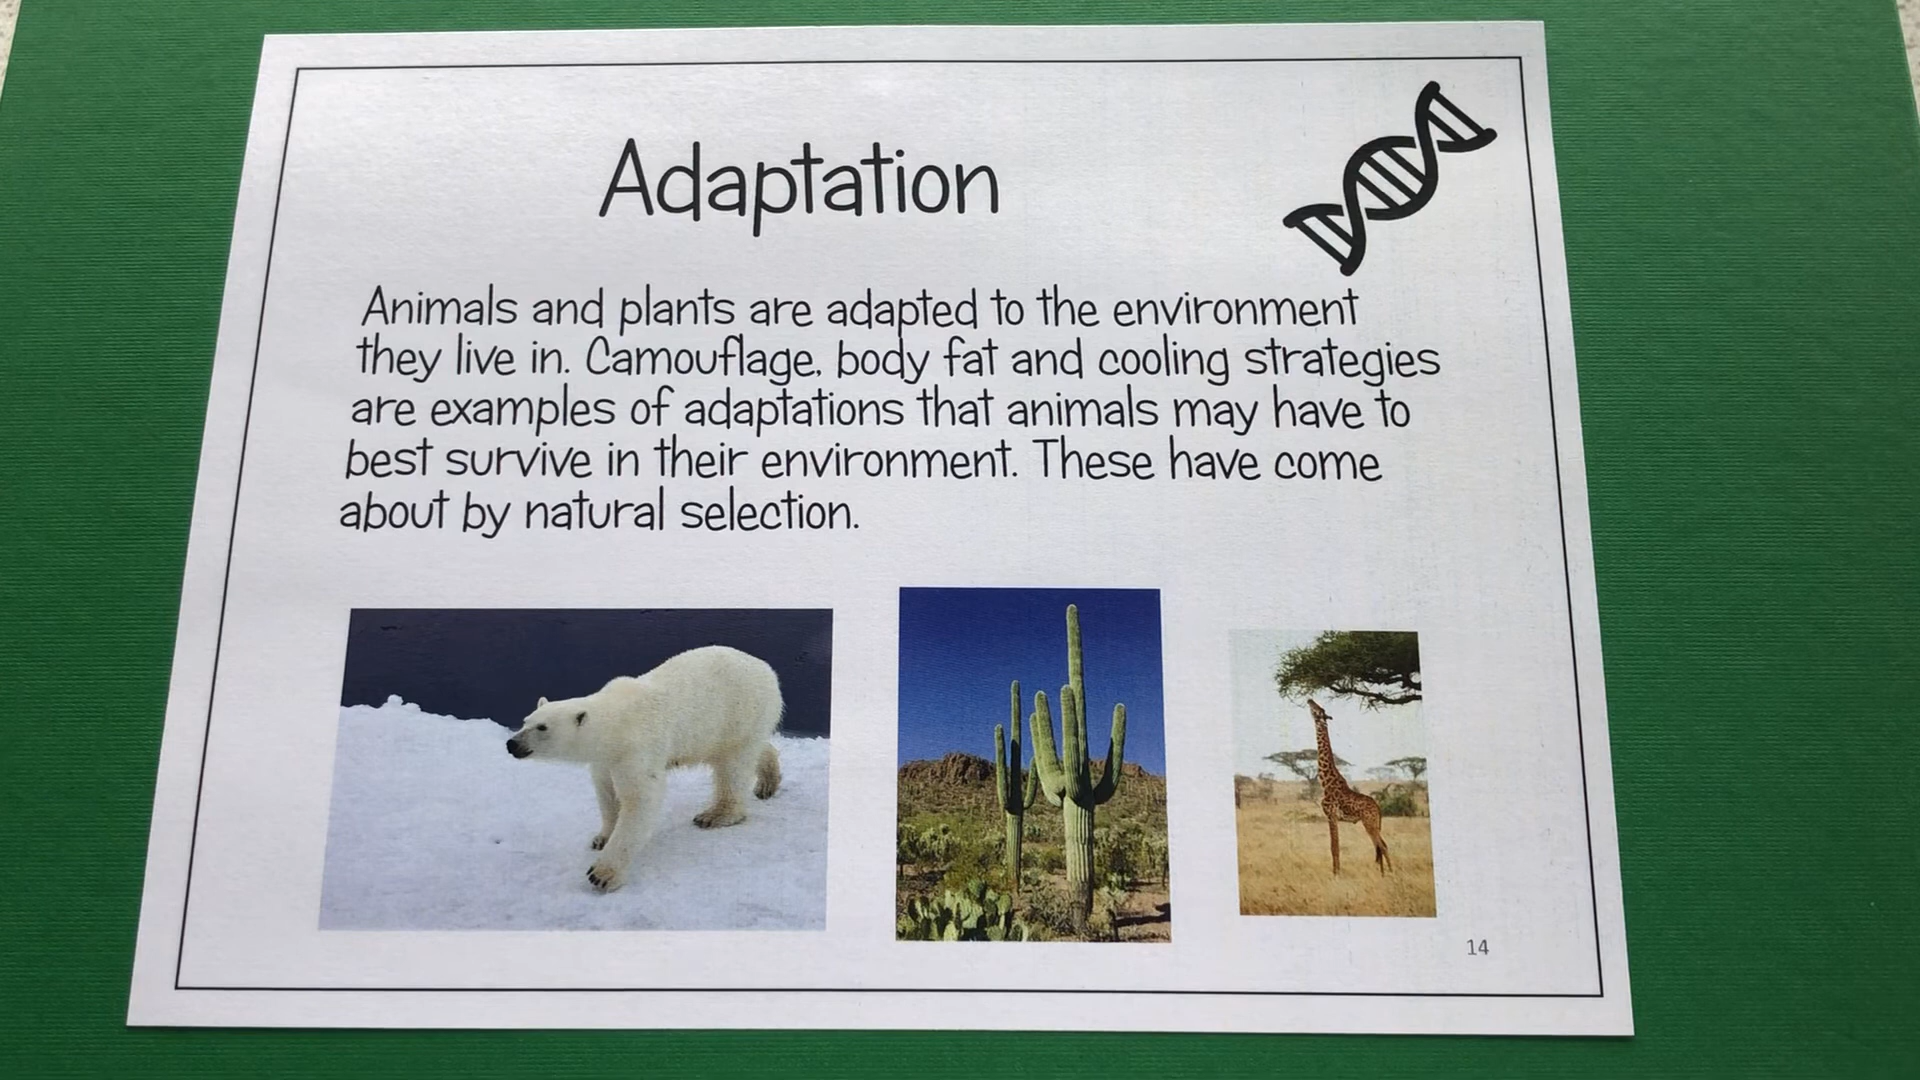 Adaptation
Animals and plants are adapted to the environment
they live in. Camouflage, body fat and cooling strategies
are examples of adaptations that animals may have to
best survive in their environment. These have come
about by natural selection.
14